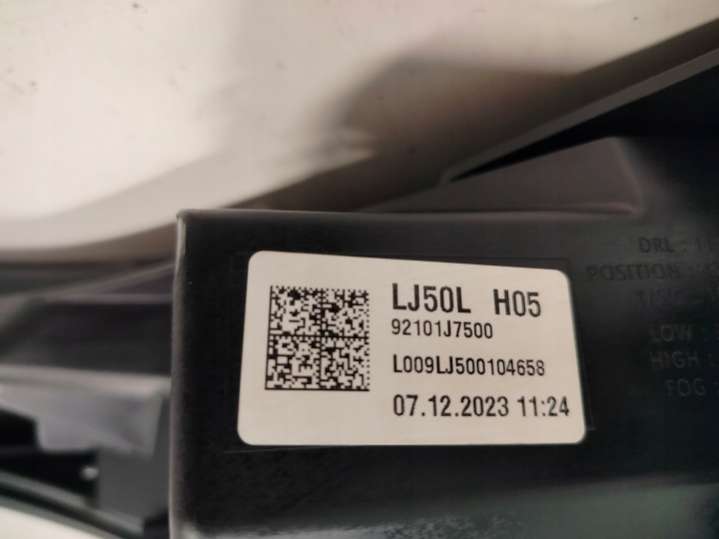 LJ50L H05
92101J7500
L009LJ500104658
07.12.2023 11:24
DRL :
POSITION :
LOW :
HIGH :
FOG